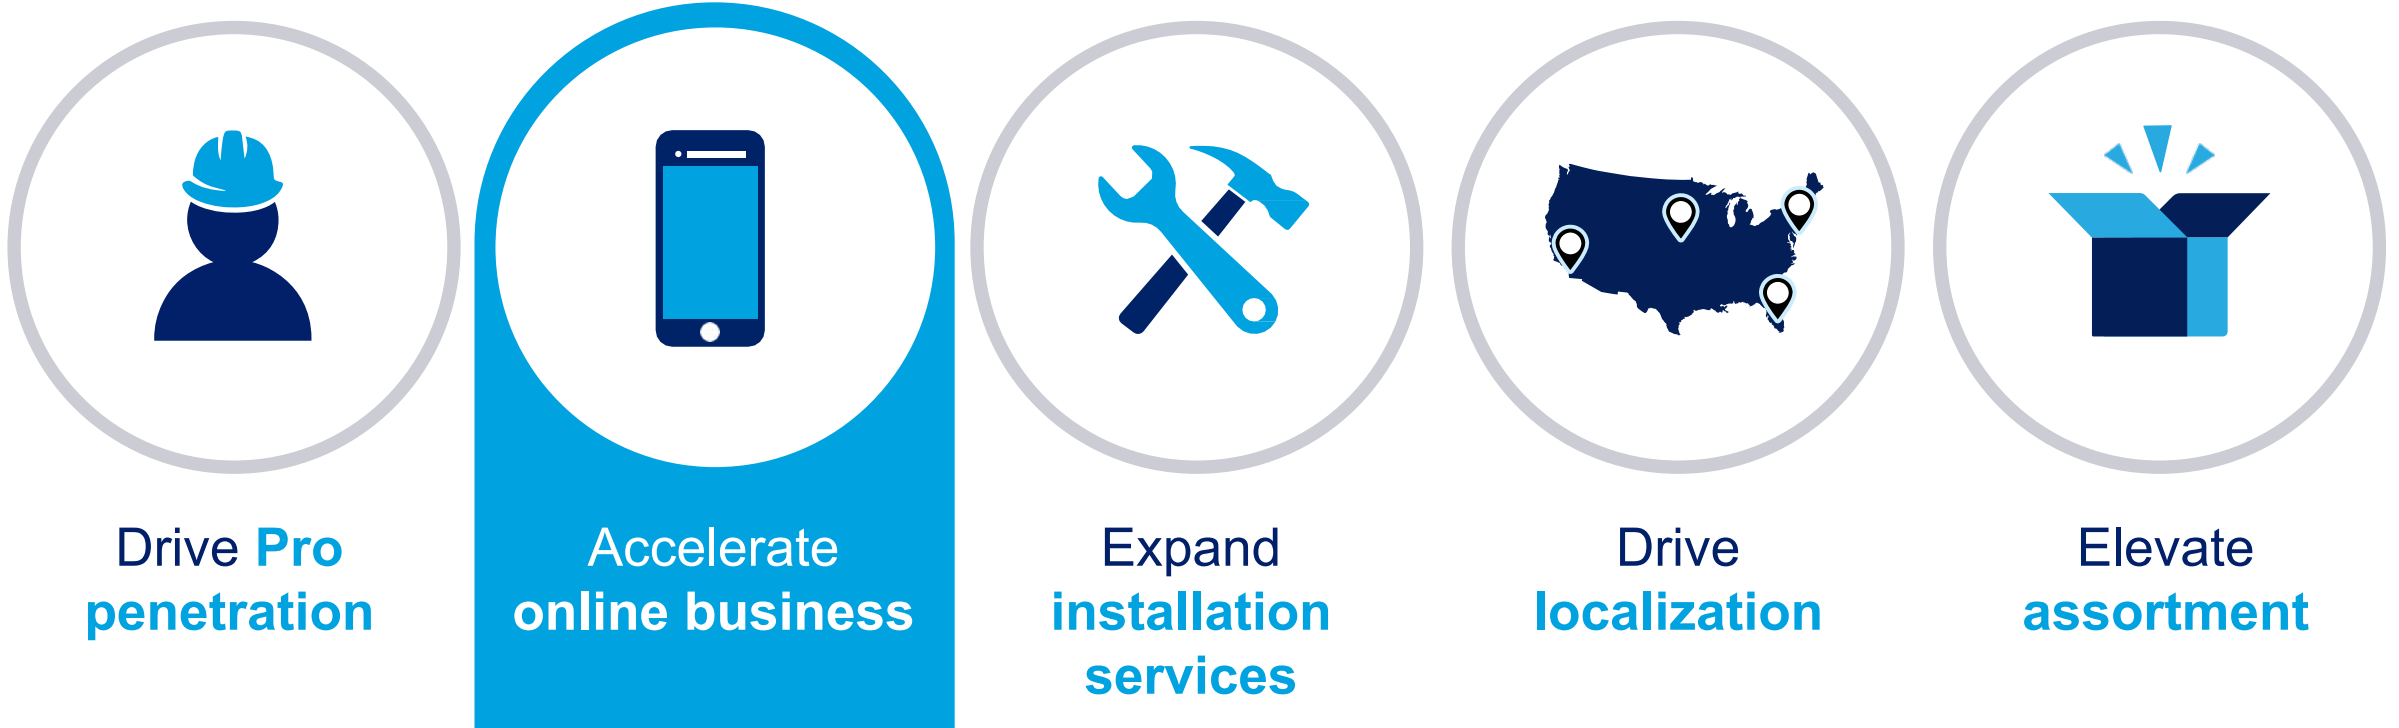 Drive Pro
penetration
Accelerate
online business
Expand
installation
services
Drive
localization
Elevate
assortment